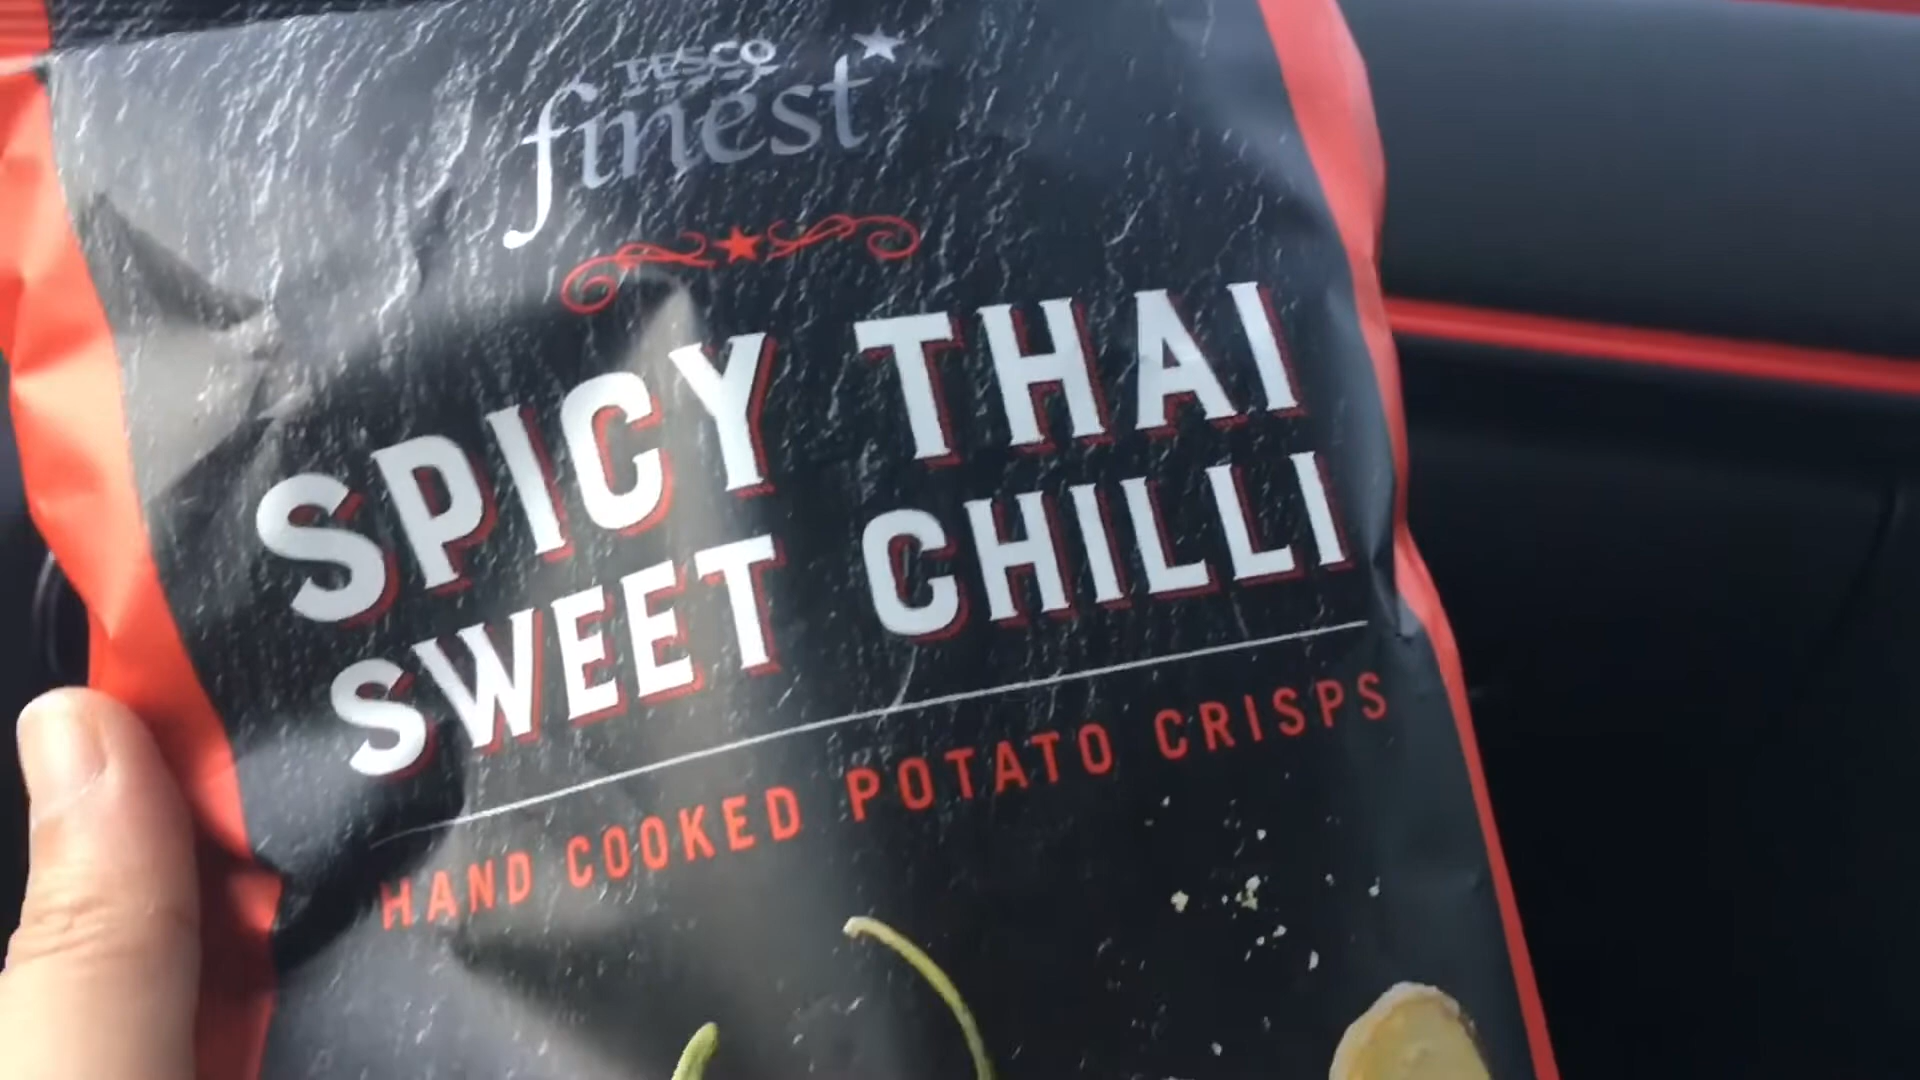 TESCO
finest*
SPICY THAI
SWEET CHILLI
HAND COOKED POTATO CRISPS